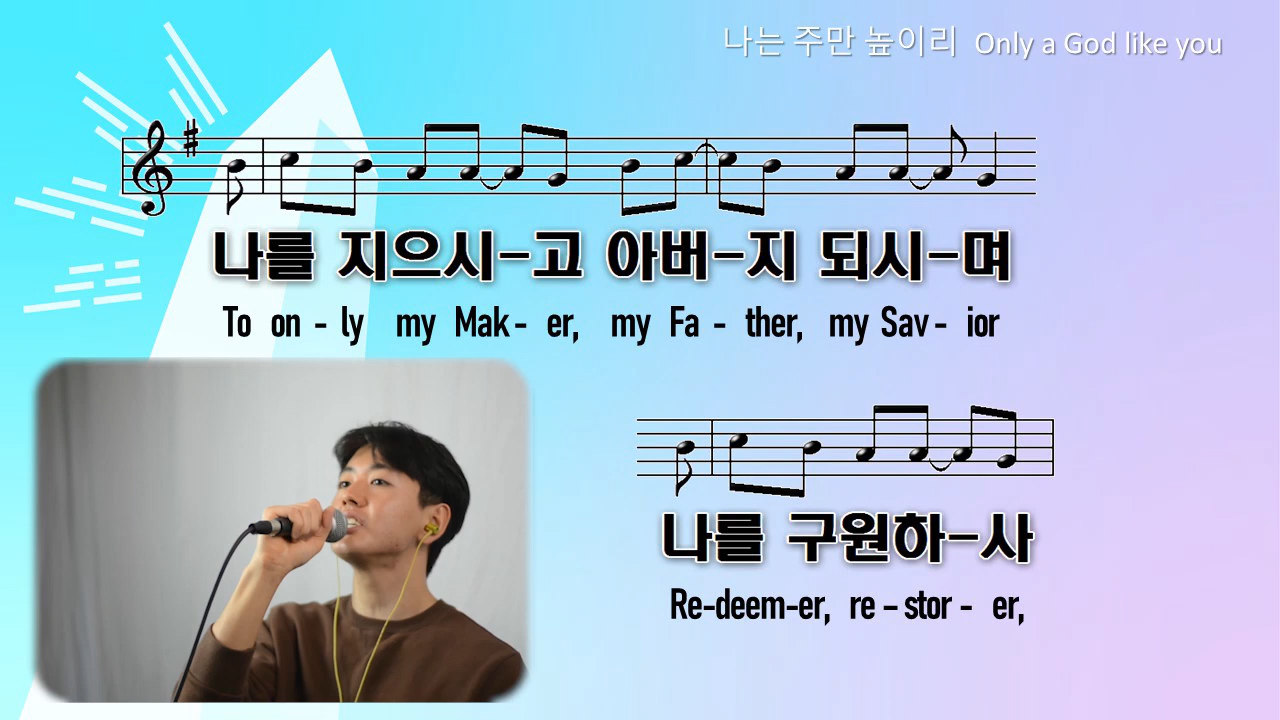 나는 주만 높이리 Only a God like you
나를 지으시-고 아버-지 되시-며
To on - ly my Mak - er, my Fa - ther, my Sav - ior
나를 구원하-사
Re-deem-er, re - stor - er,